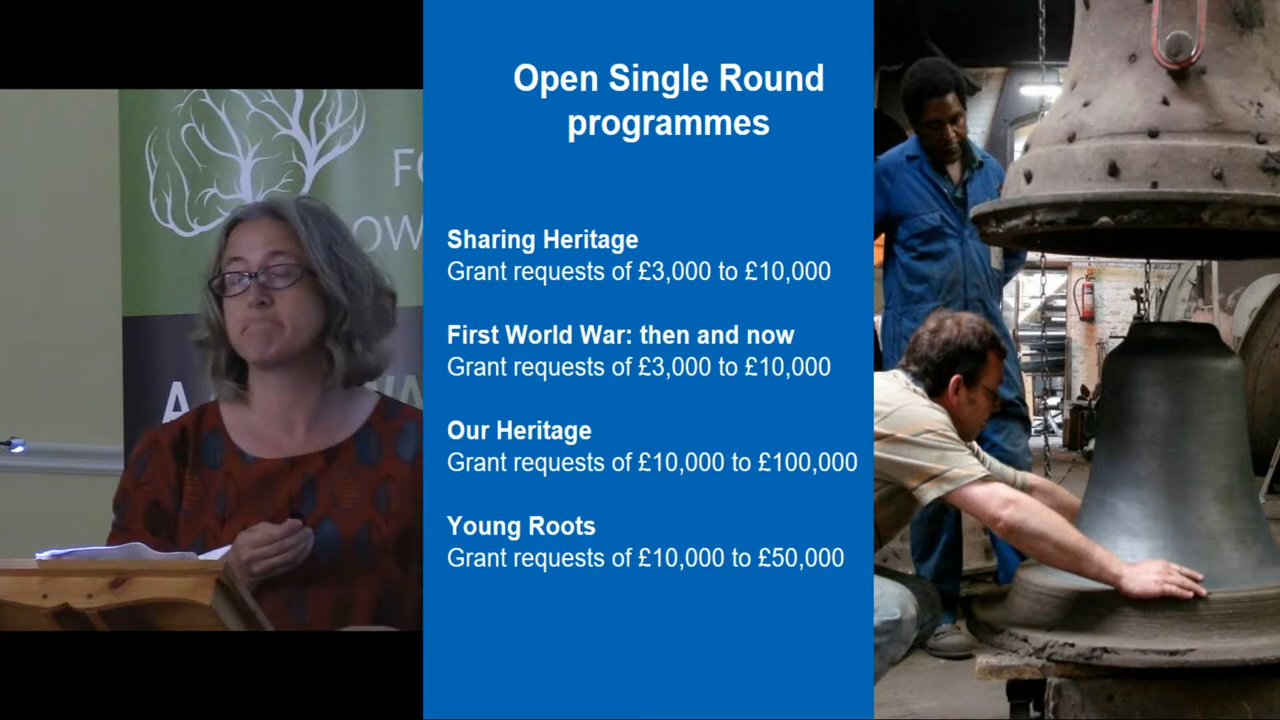 Open Single Round
programmes
Sharing Heritage
Grant requests of £3,000 to £10,000
First World War: then and now
Grant requests of £3,000 to £10,000
Our Heritage
Grant requests of £10,000 to £100,000
Young Roots
Grant requests of £10,000 to £50,000
A